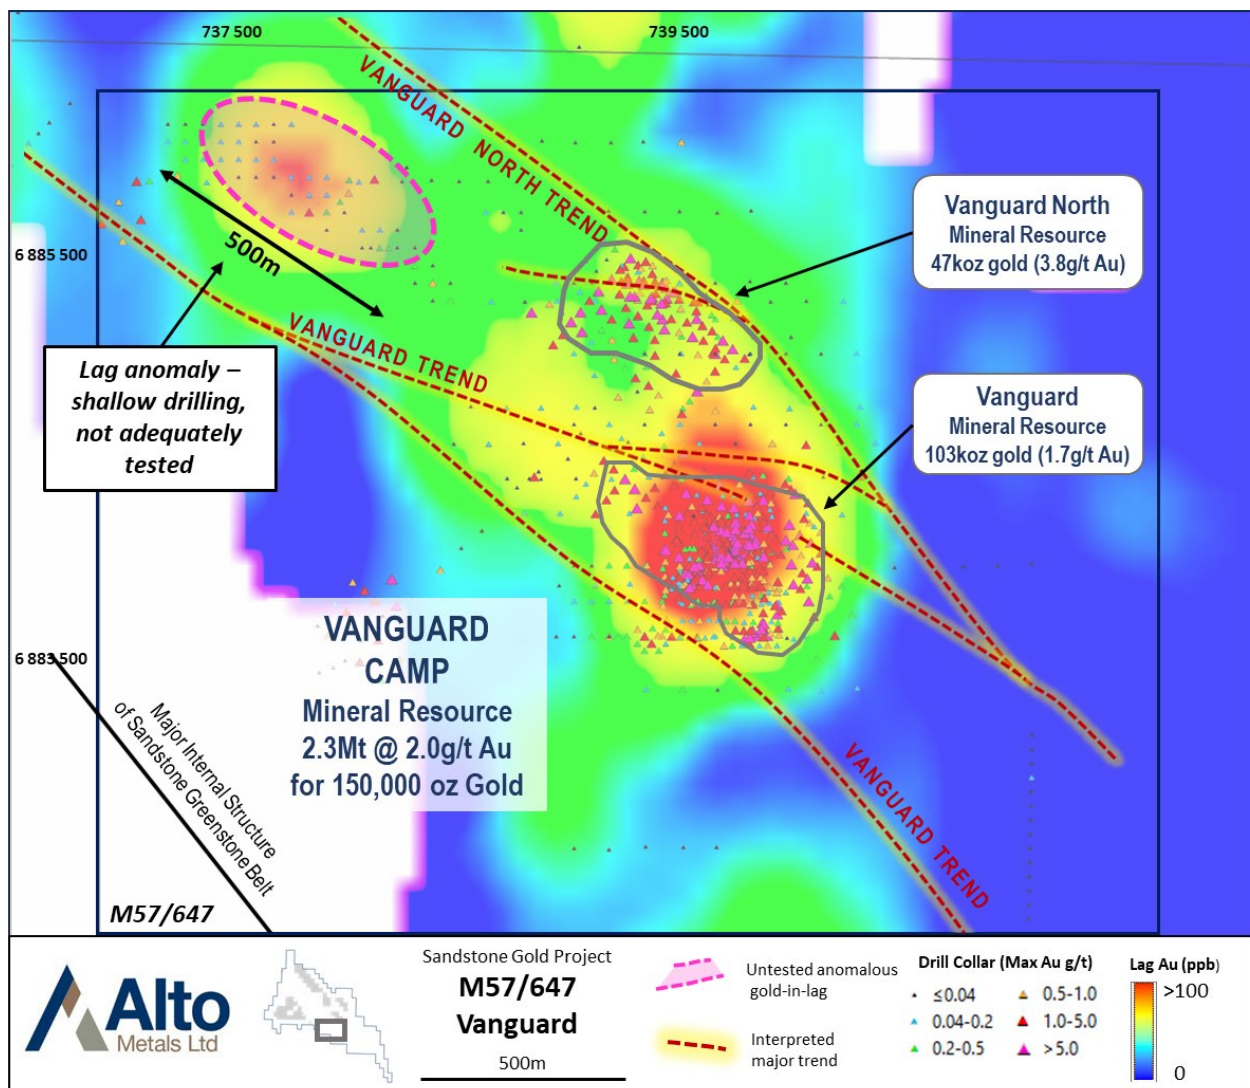 737 500
739 500
VANGUARD NORTH TREND
Vanguard North
Mineral Resource
47koz gold (3.8g/t Au)
6 885 500
500m
VANGUARD TREND
Lag anomaly –
shallow drilling,
not adequately
tested
Vanguard
Mineral Resource
103koz gold (1.7g/t Au)
6 883 500
VANGUARD
CAMP
Mineral Resource
2.3Mt @ 2.0g/t Au
for 150,000 oz Gold
Major Internal Structure
of Sandstone Greenstone Belt
VANGUARD TREND
M57/647
Alto
Metals Ltd
Sandstone Gold Project
M57/647
Vanguard
500m
Untested anomalous
gold-in-lag
Interpreted
major trend
Drill Collar (Max Au g/t)
≤0.04
0.04-0.2
0.2-0.5
0.5-1.0
1.0-5.0
>5.0
Lag Au (ppb)
>100
0